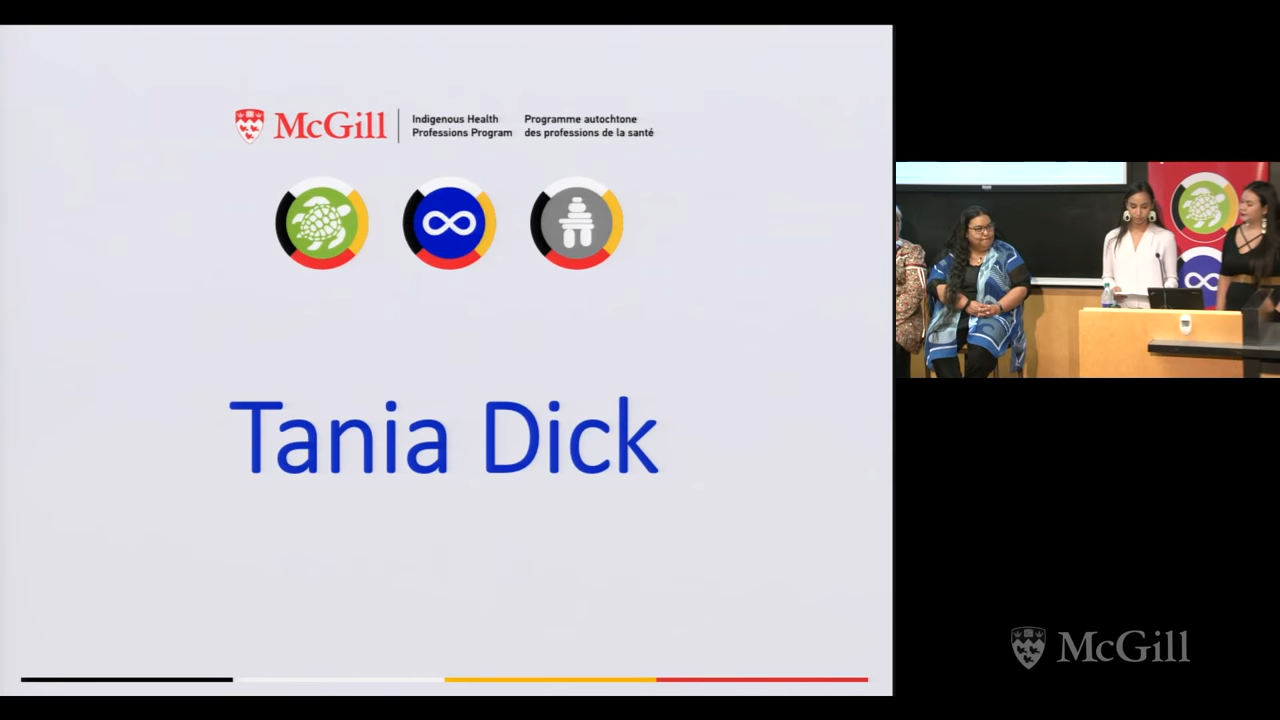 McGill
Indigenous Health
Professions Program
Programme autochtone
des professions de la santé
Tania Dick
McGill